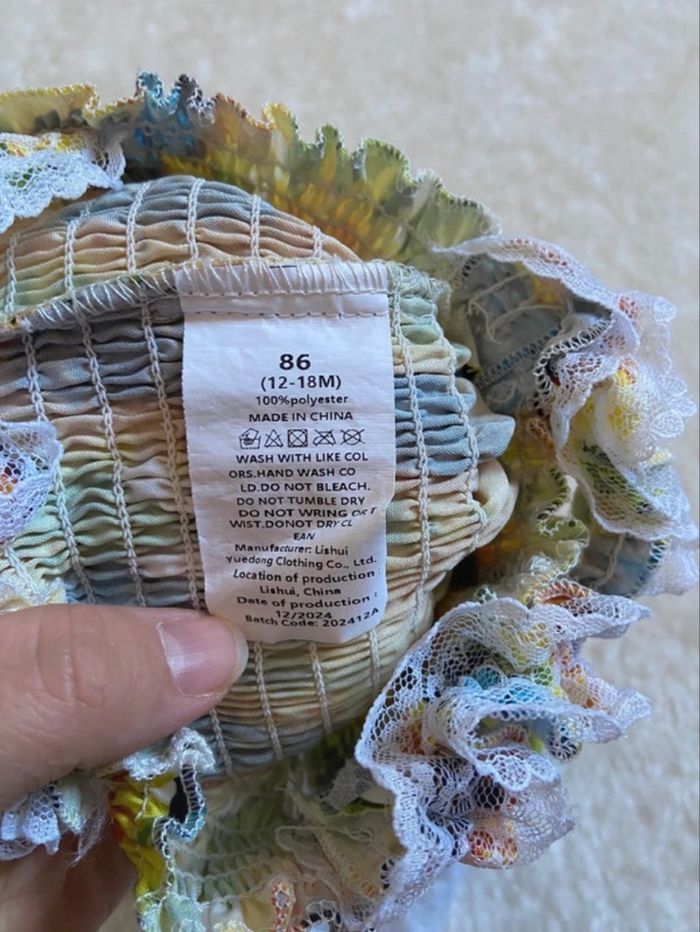 86
(12-18M)
100%polyester
MADE IN CHINA
WASH WITH LIKE COL
ORS.HAND WASH CO
LD.DO NOT BLEACH.
DO NOT TUMBLE DRY
DO NOT WRING OR T
WIST.DONOT DRY CL
EAN
Manufacturer: Lishui
Yuedong Clothing Co., Ltd.
Location of production :
Lishui, China
Date of production :
12/2024
Batch Code: 202412A